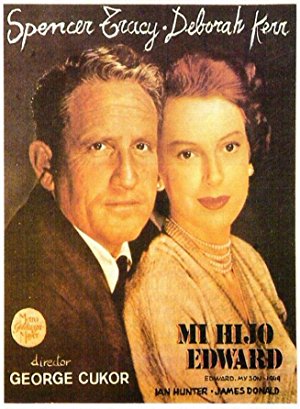 Spencer Tracy · Deborah Kerr
Metro
Goldwyn
Mayer
MI HIJO
EDWARD
EDWARD, MY SON - 1949
director
GEORGE CUKOR
IAN HUNTER - JAMES DONALD